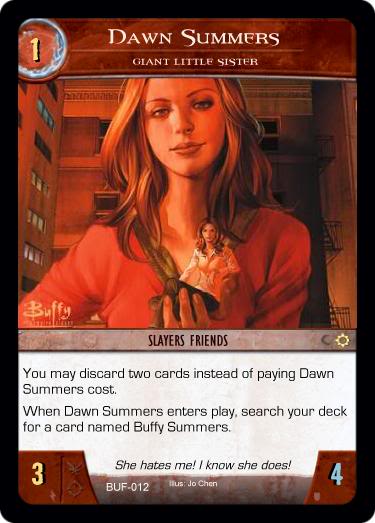 1
Dawn Summers
Giant Little Sister
Buffy
Slayers Friends
You may discard two cards instead of paying Dawn
Summers cost.
When Dawn Summers enters play, search your deck
for a card named Buffy Summers.
She hates me! I know she does!
3
BUF-012
Illus: Jo Chen
4